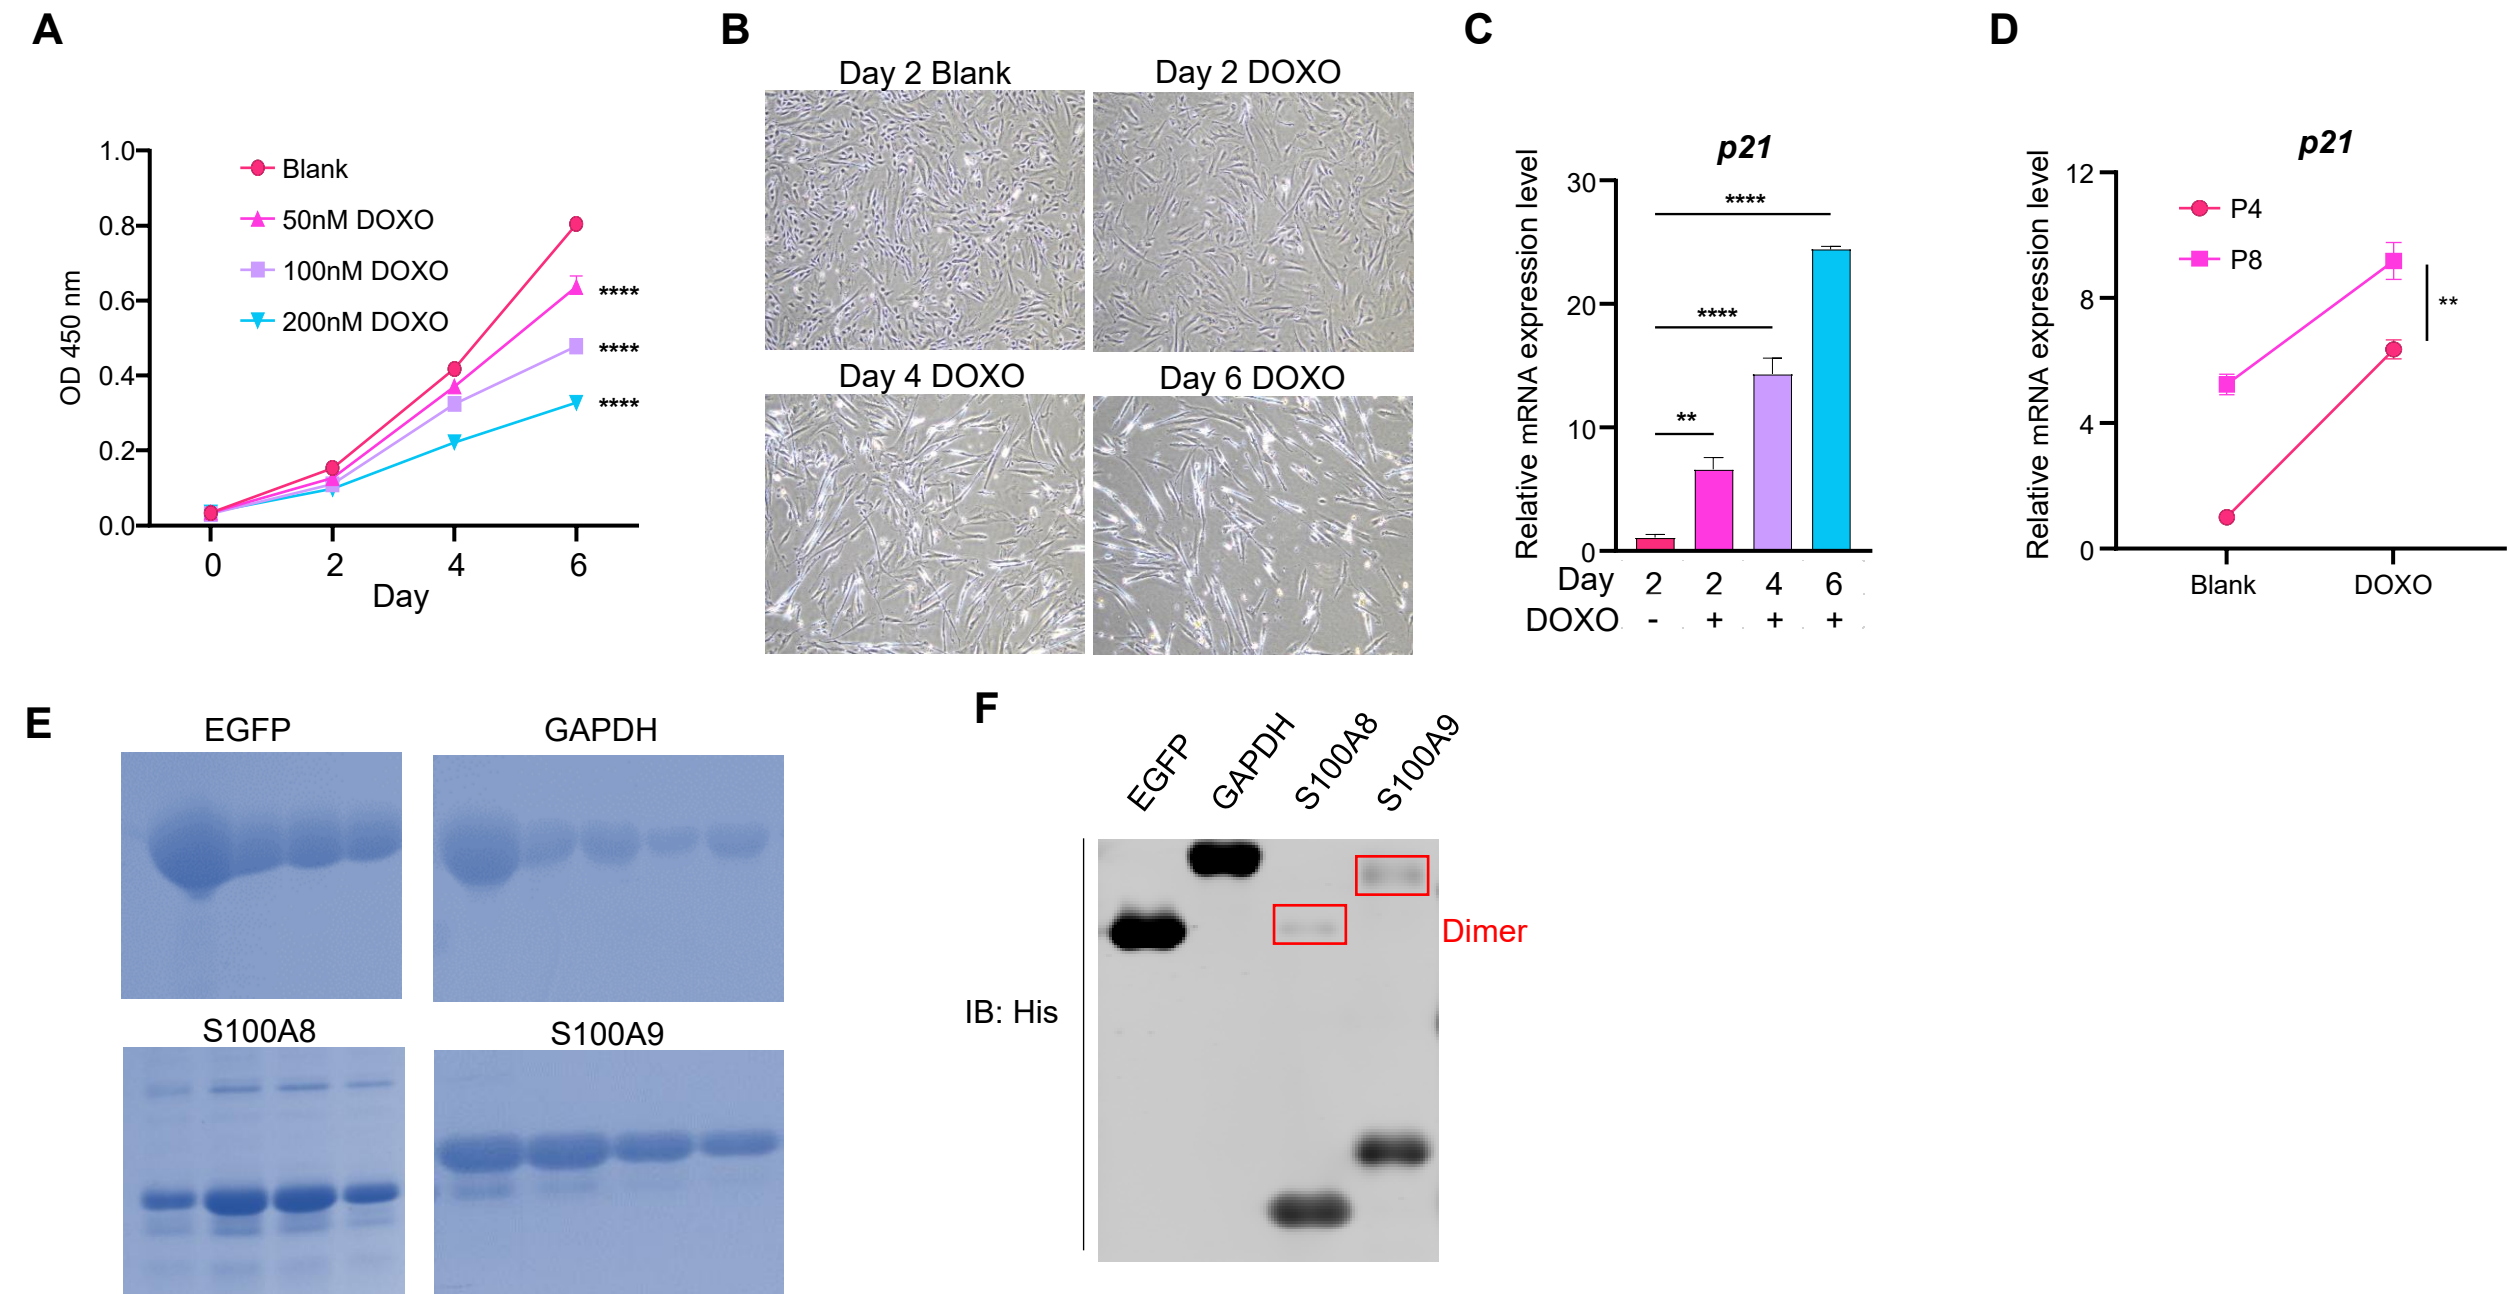 A
1.0
0.8
0.6
0.4
0.2
0.0
OD 450 nm
Blank
50nM DOXO
100nM DOXO
200nM DOXO
****
****
****
0 2 4 6
Day
B
Day 2 Blank
Day 2 DOXO
Day 4 DOXO
Day 6 DOXO
C
p21
Relative mRNA expression level
30
20
10
0
****
****
**
Day 2 2 4 6
DOXO - + + +
D
p21
Relative mRNA expression level
12
8
4
0
P4
P8
**
Blank DOXO
E
EGFP
GAPDH
S100A8
S100A9
F
EGFP
GAPDH
S100A8
S100A9
IB: His
Dimer